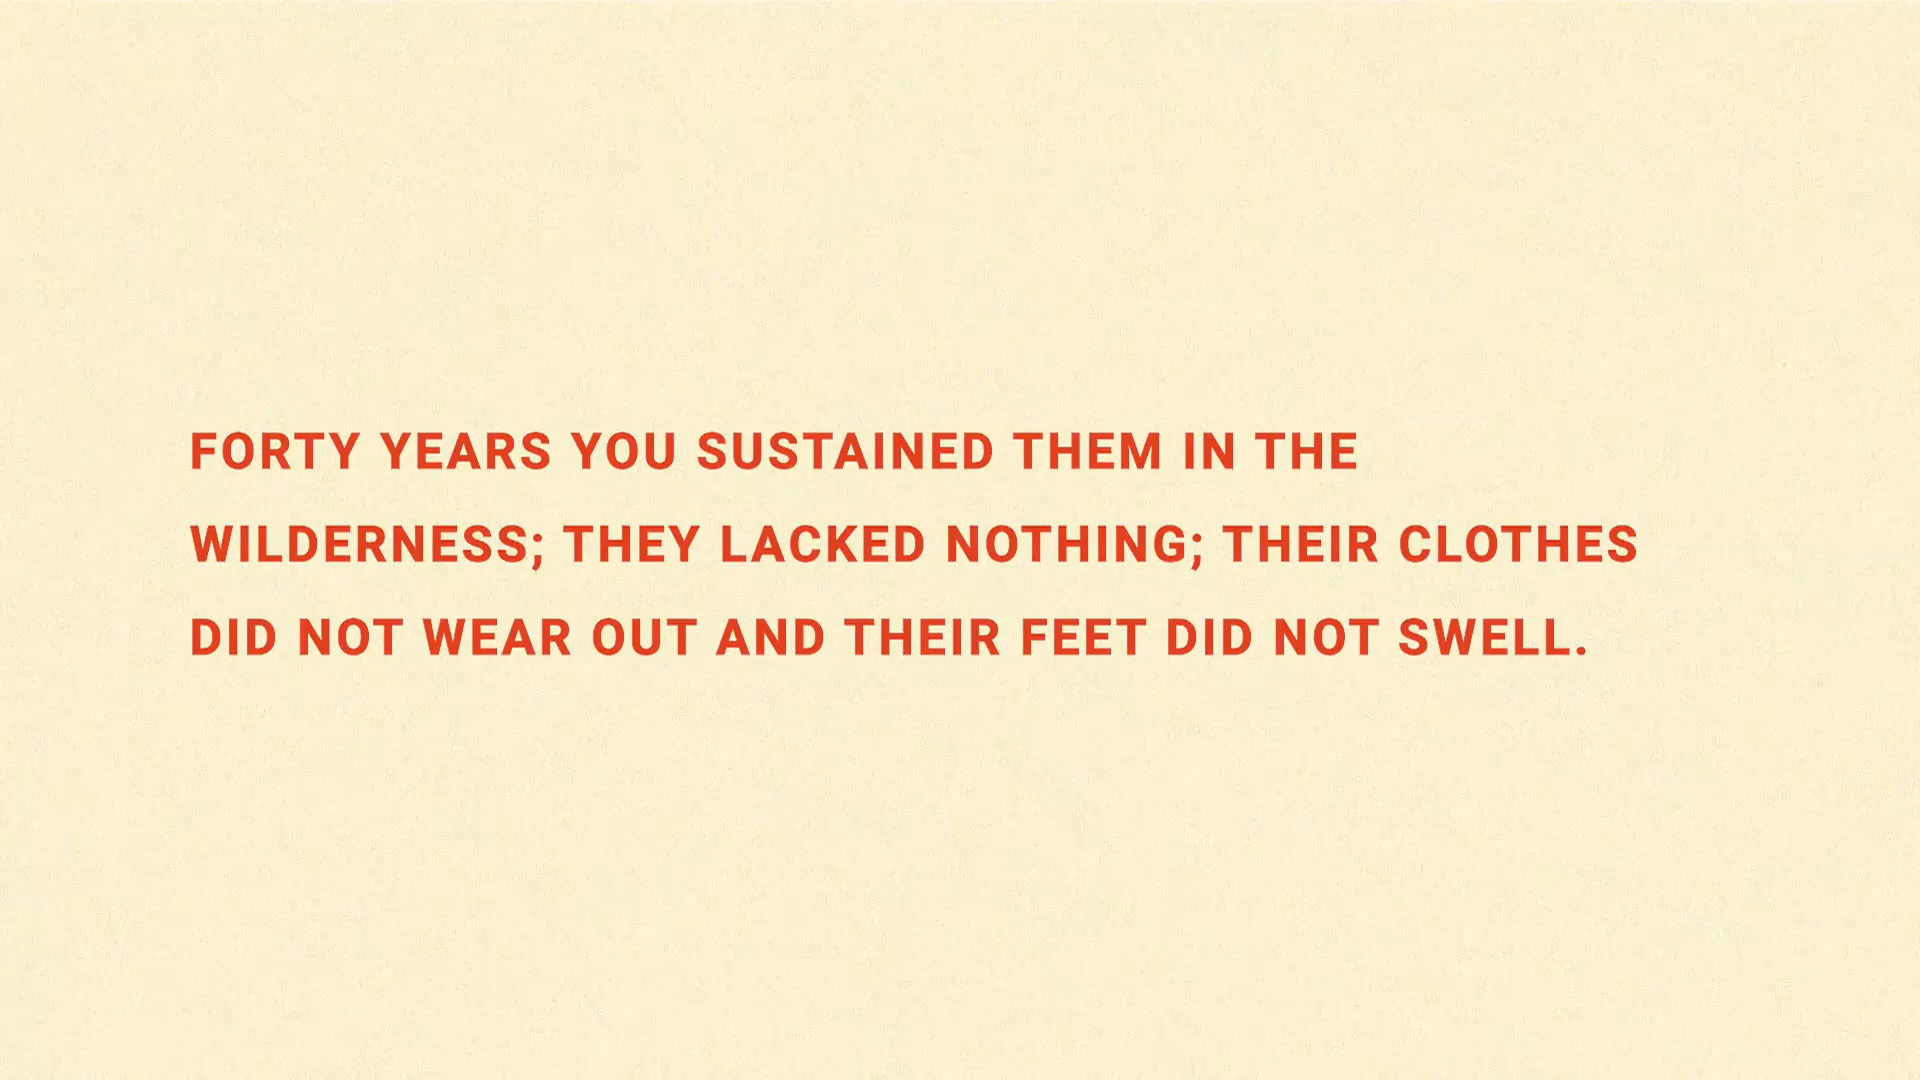 FORTY YEARS YOU SUSTAINED THEM IN THE
WILDERNESS; THEY LACKED NOTHING; THEIR CLOTHES
DID NOT WEAR OUT AND THEIR FEET DID NOT SWELL.